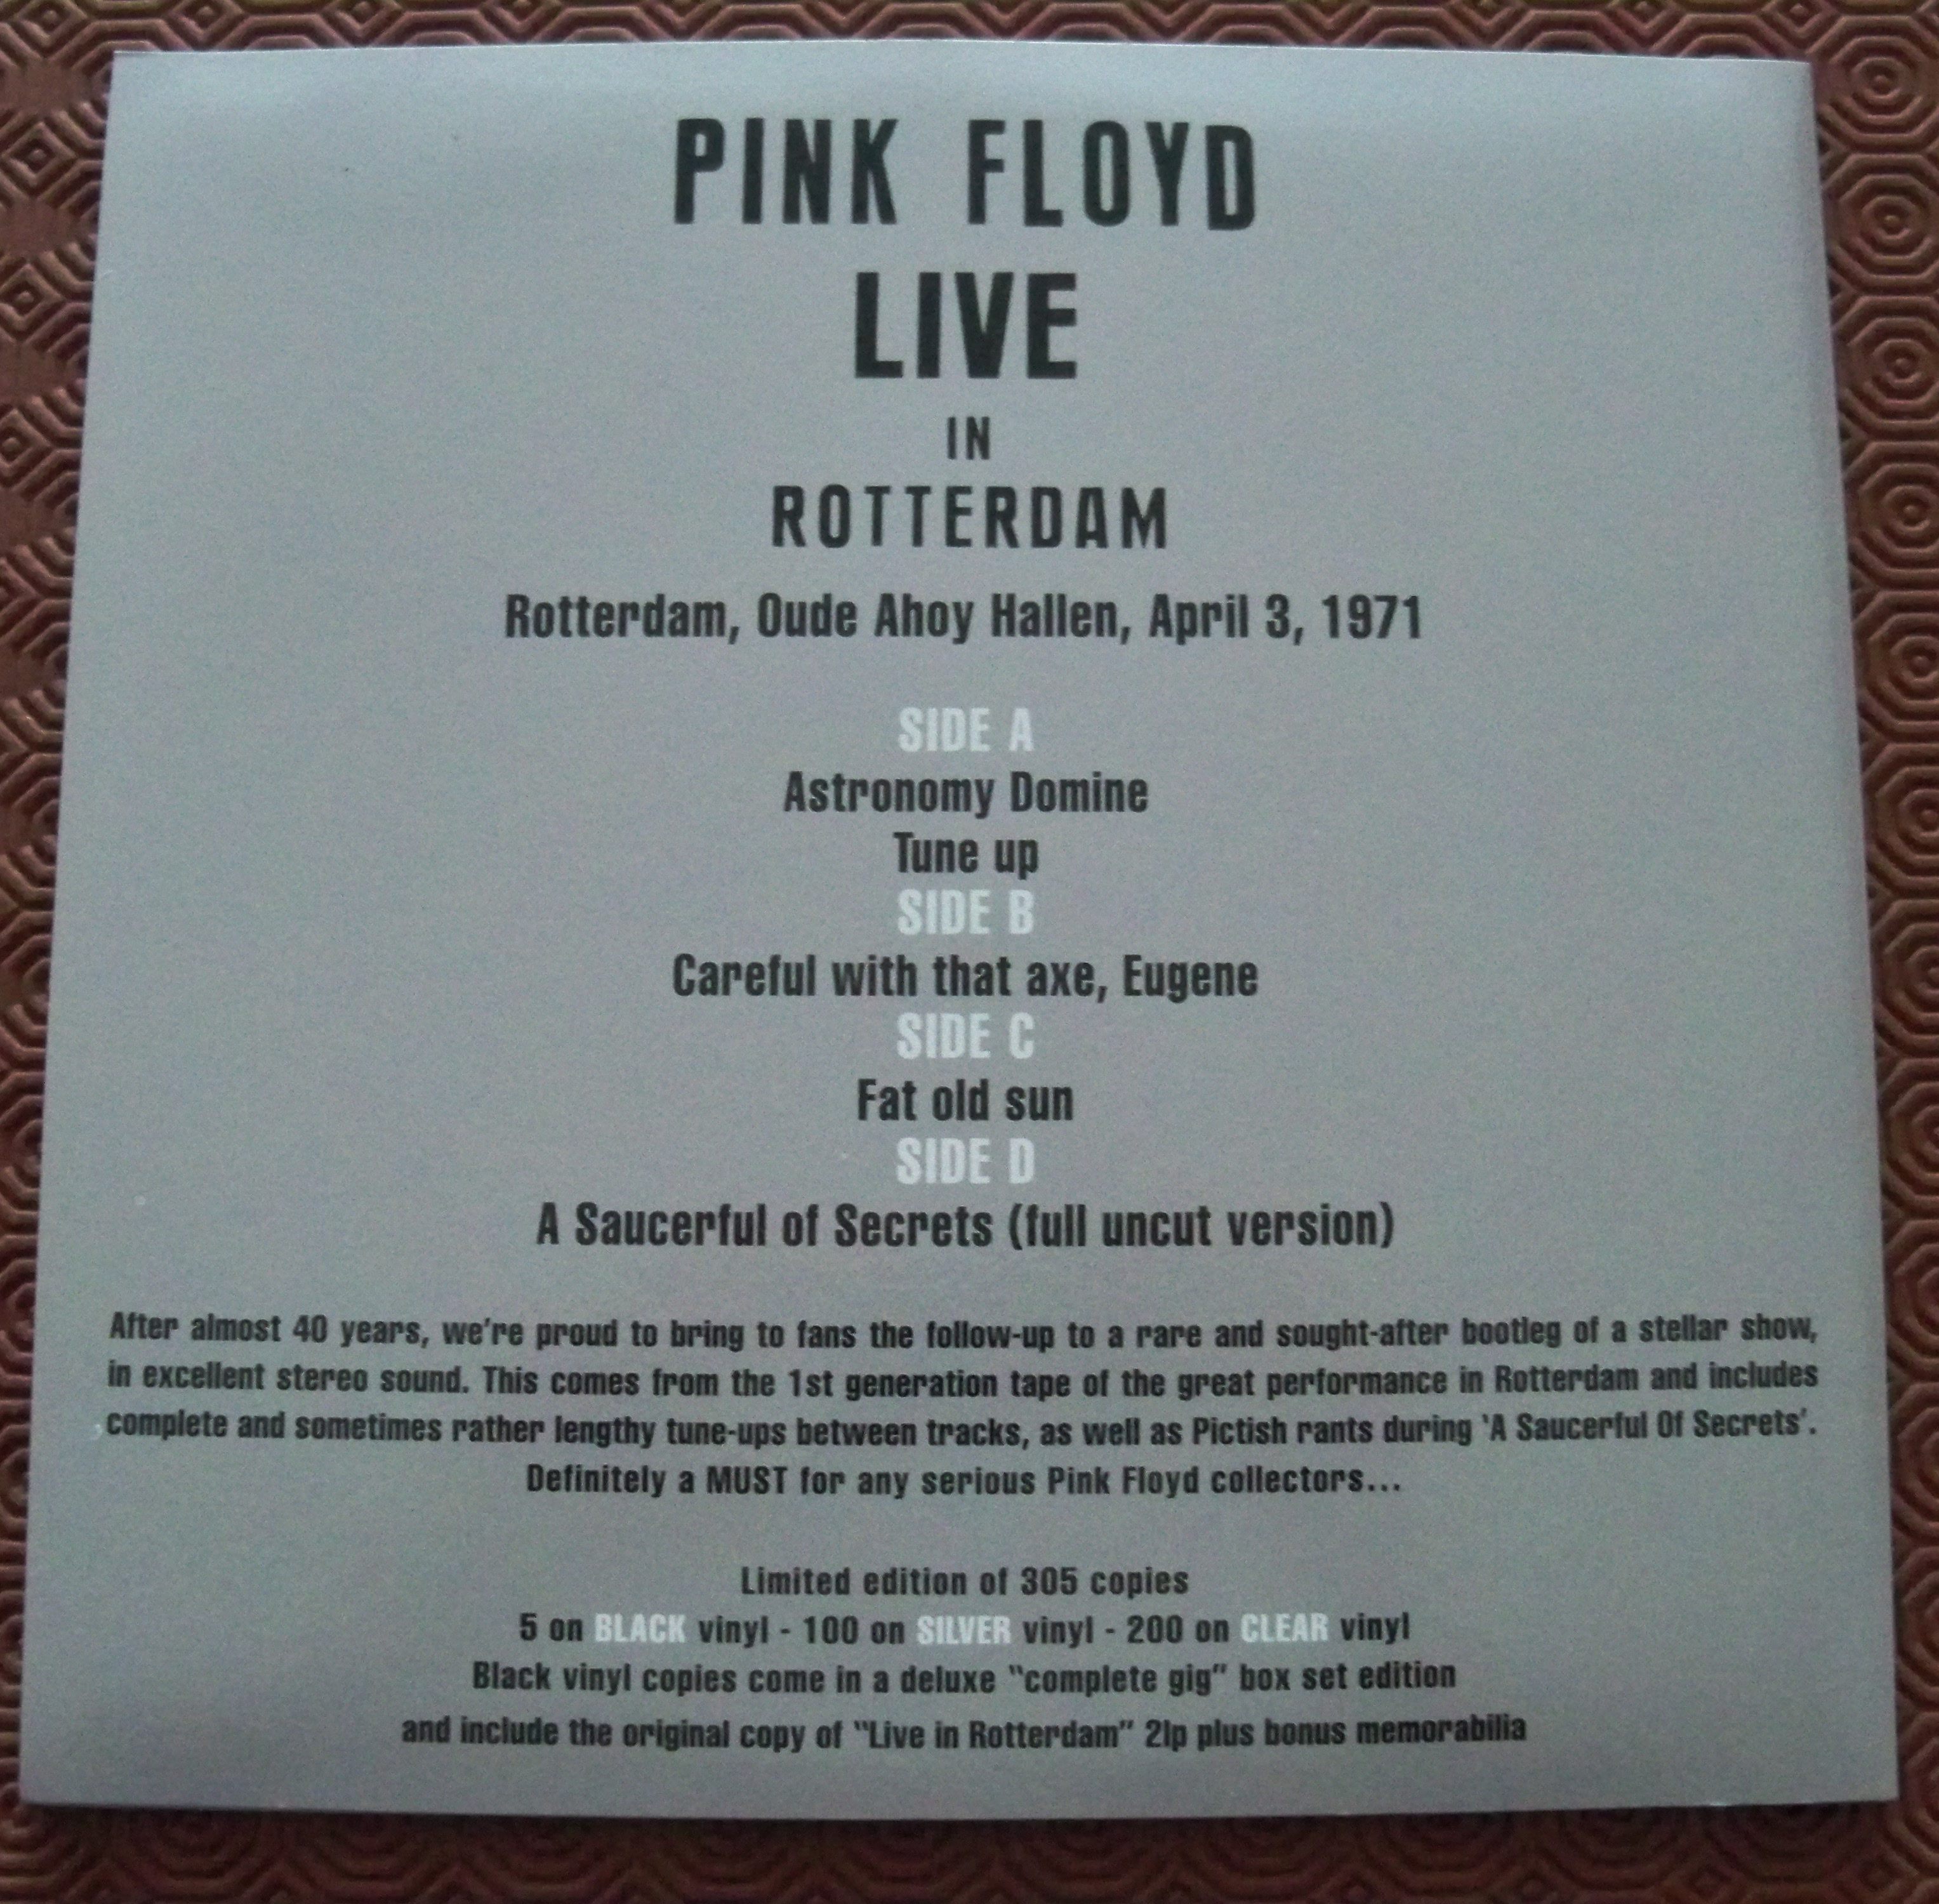 PINK FLOYD
LIVE
IN
ROTTERDAM
Rotterdam, Oude Ahoy Hallen, April 3, 1971
SIDE A
Astronomy Domine
Tune up
SIDE B
Careful with that axe, Eugene
SIDE C
Fat old sun
SIDE D
A Saucerful of Secrets (full uncut version)
After almost 40 years, we're proud to bring to fans the follow-up to a rare and sought-after bootleg of a stellar show,
in excellent stereo sound. This comes from the 1st generation tape of the great performance in Rotterdam and includes
complete and sometimes rather lengthy tune-ups between tracks, as well as Pictish rants during 'A Saucerful Of Secrets'.
Definitely a MUST for any serious Pink Floyd collectors...
Limited edition of 305 copies
5 on BLACK vinyl - 100 on SILVER vinyl - 200 on CLEAR vinyl
Black vinyl copies come in a deluxe "complete gig" box set edition
and include the original copy of "Live in Rotterdam" 2lp plus bonus memorabilia